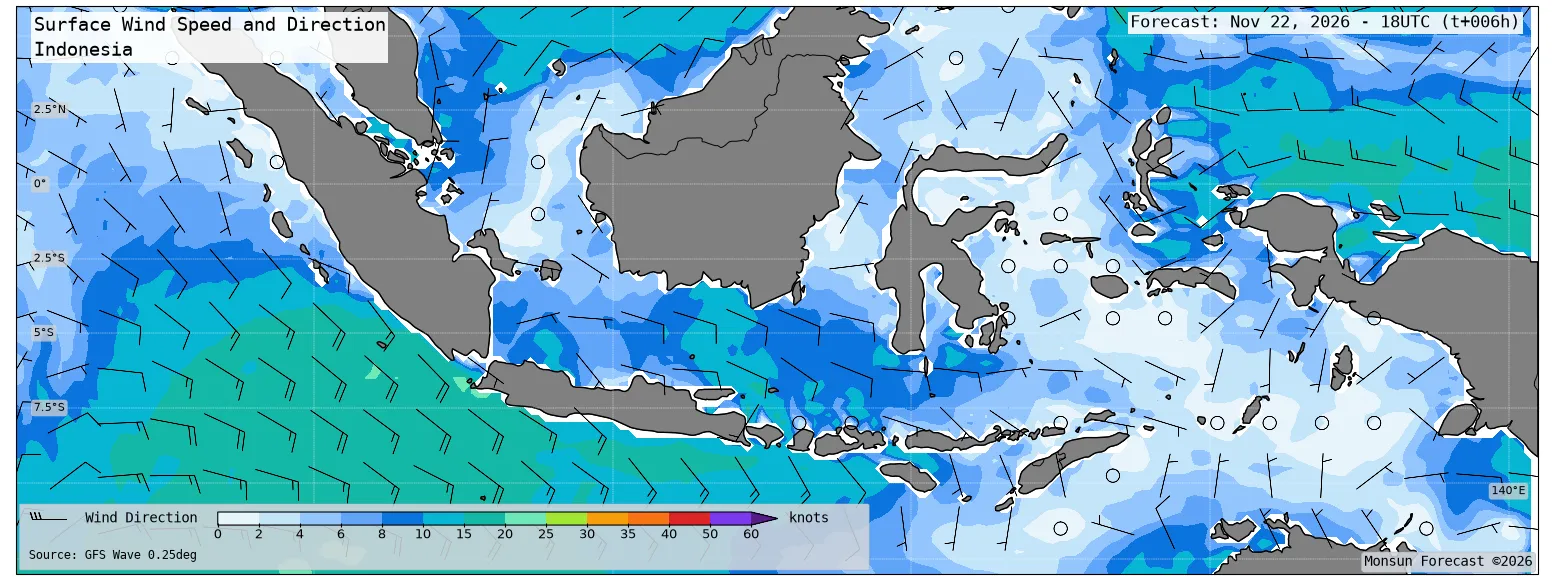 Surface Wind Speed and Direction
Indonesia
Forecast: Nov 22, 2026 - 18UTC (t+006h)
2.5°N
0°
2.5°S
5°S
7.5°S
140°E
Wind Direction
0 2 4 6 8 10 15 20 25 30 35 40 50 60
knots
Source: GFS Wave 0.25deg
Monsun Forecast ©2026